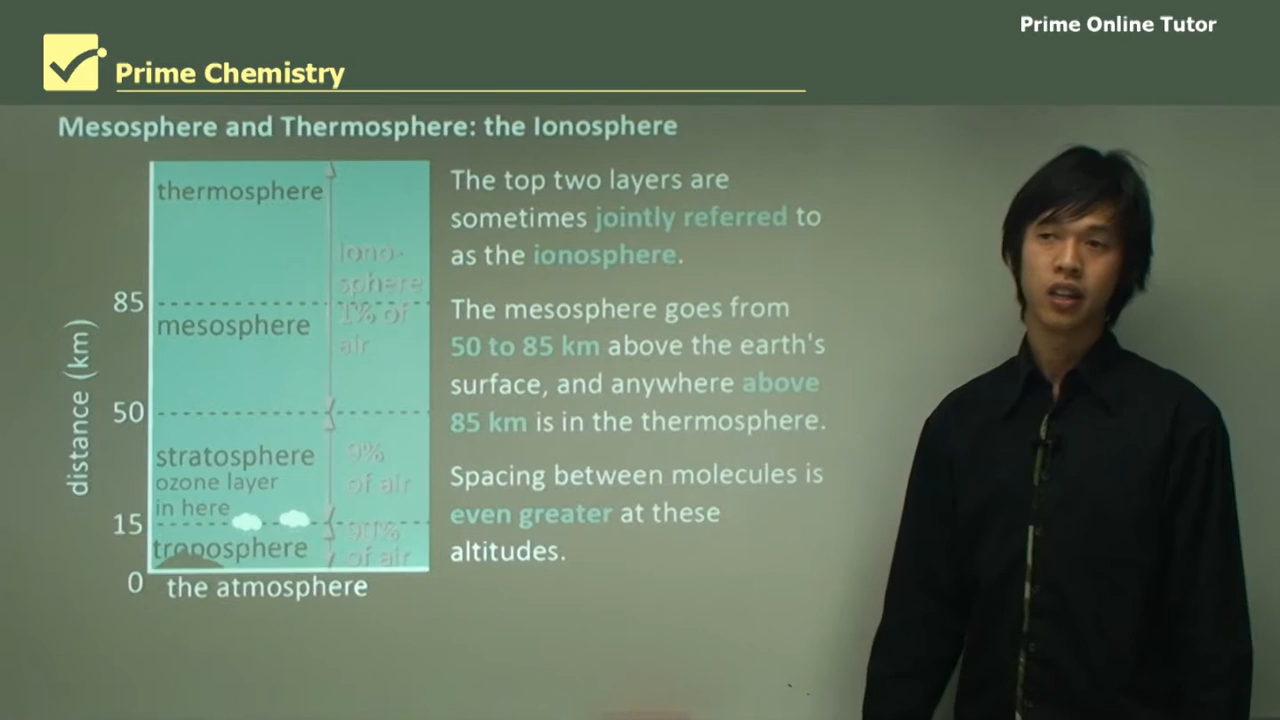 Prime Online Tutor
Prime Chemistry
Mesosphere and Thermosphere: the Ionosphere
thermosphere
Iono-
sphere
85
1% of
mesosphere
air
distance (km)
50
stratosphere
9%
ozone layer
of air
in here
15
90%
troposphere
of air
0
the atmosphere
The top two layers are
sometimes jointly referred to
as the ionosphere.
The mesosphere goes from
50 to 85 km above the earth's
surface, and anywhere above
85 km is in the thermosphere.
Spacing between molecules is
even greater at these
altitudes.